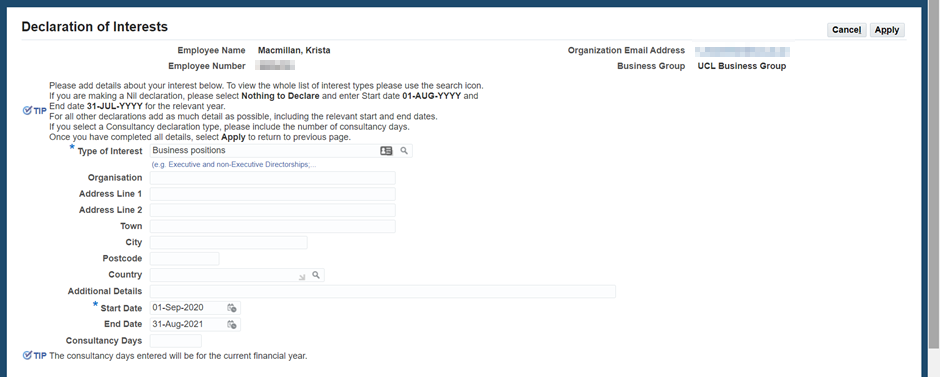 Declaration of Interests
Cancel Apply
Employee Name Macmillan, Krista Organization Email Address
Employee Number Business Group UCL Business Group
Please add details about your interest below. To view the whole list of interest types please use the search icon.
If you are making a Nil declaration, please select Nothing to Declare and enter Start date 01-AUG-YYYY and
TIP End date 31-JUL-YYYY for the relevant year.
For all other declarations add as much detail as possible, including the relevant start and end dates.
If you select a Consultancy declaration type, please include the number of consultancy days.
Once you have completed all details, select Apply to return to previous page.
* Type of Interest Business positions
(e.g. Executive and non-Executive Directorships;...
Organisation
Address Line 1
Address Line 2
Town
City
Postcode
Country
Additional Details
* Start Date 01-Sep-2020
End Date 31-Aug-2021
Consultancy Days
TIP The consultancy days entered will be for the current financial year.